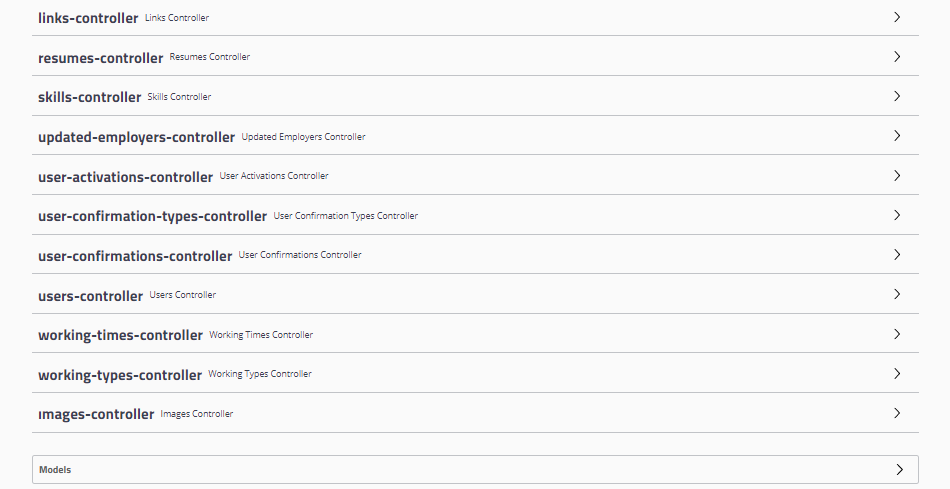 links-controller Links Controller
resumes-controller Resumes Controller
skills-controller Skills Controller
updated-employers-controller Updated Employers Controller
user-activations-controller User Activations Controller
user-confirmation-types-controller User Confirmation Types Controller
user-confirmations-controller User Confirmations Controller
users-controller Users Controller
working-times-controller Working Times Controller
working-types-controller Working Types Controller
ımages-controller Images Controller
Models